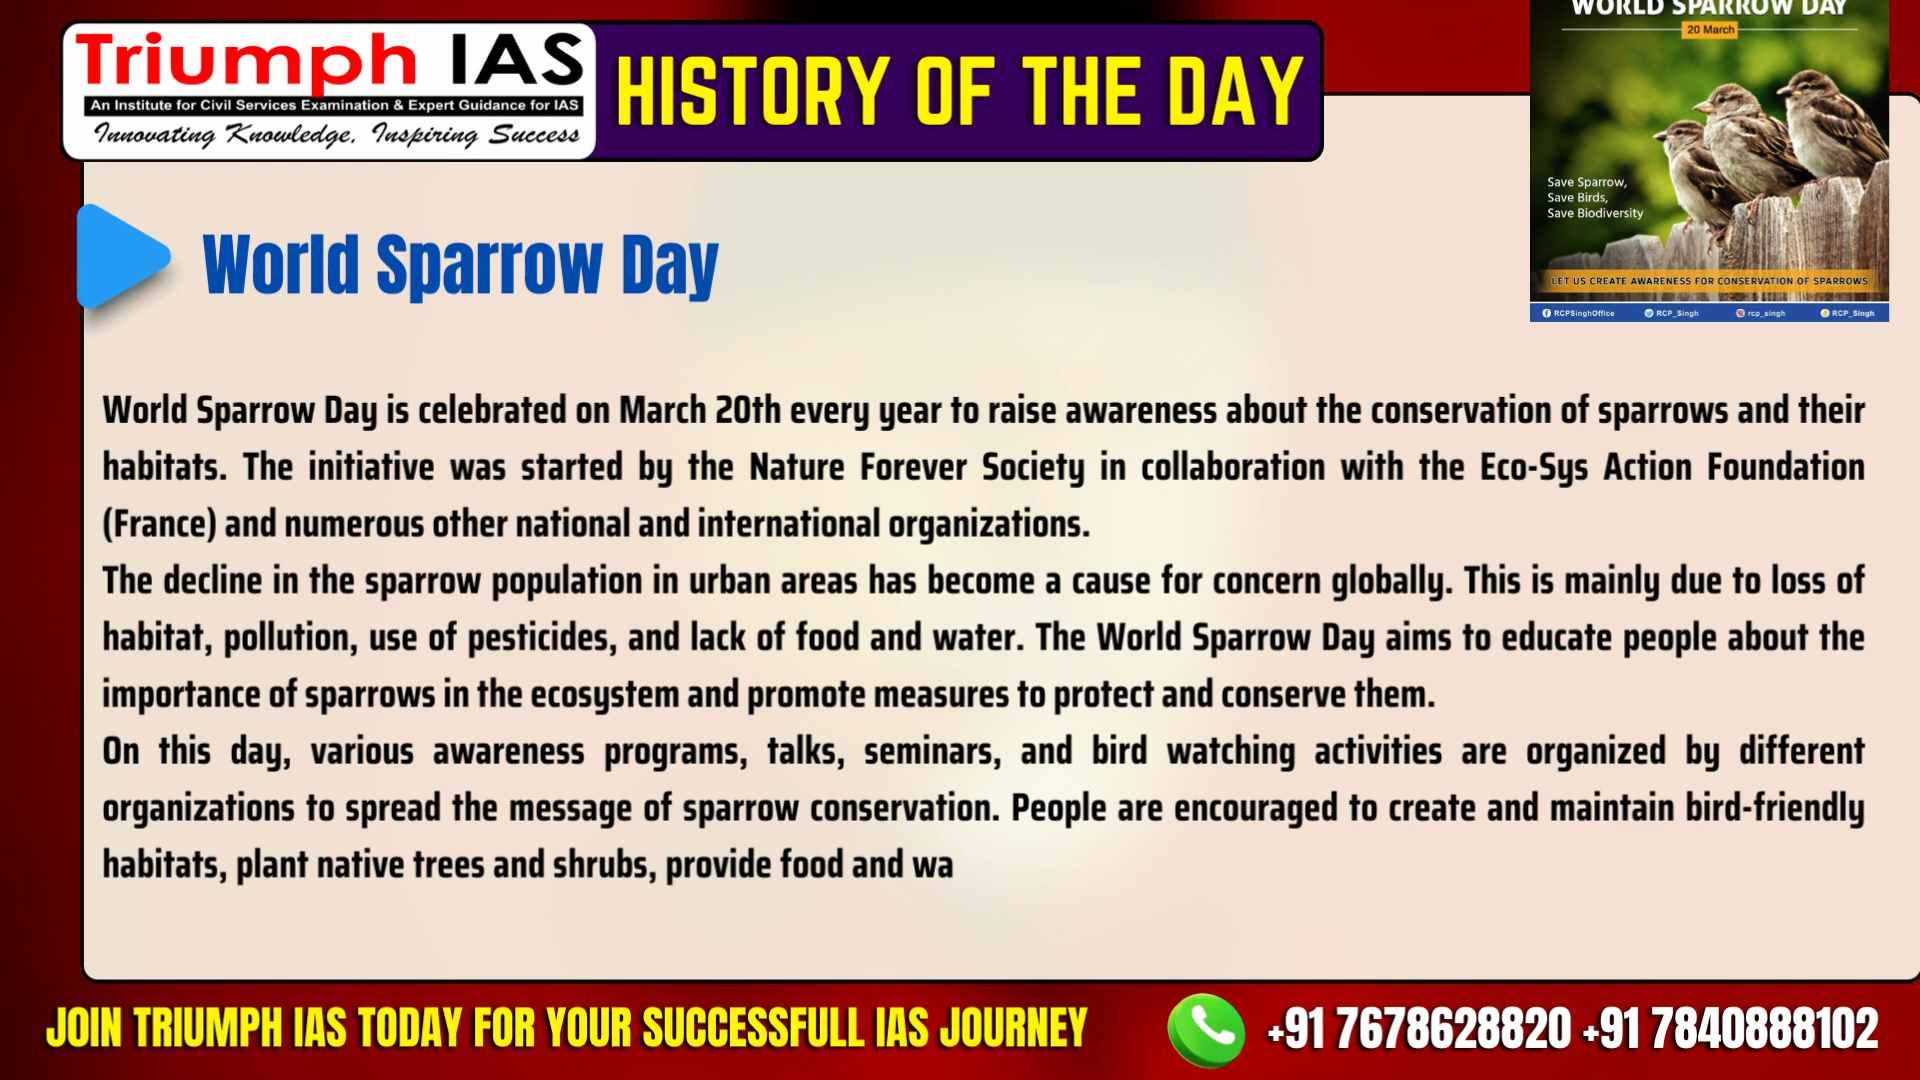 Triumph IAS
An Institute for Civil Services Examination & Expert Guidance for IAS
Innovating Knowledge, Inspiring Success
HISTORY OF THE DAY
WORLD SPARROW DAY
20 March
Save Sparrow,
Save Birds,
Save Biodiversity
LET US CREATE AWARENESS FOR CONSERVATION OF SPARROWS
RCPSinghOffice RCP_Singh rcp_singh RCP_Singh
World Sparrow Day
World Sparrow Day is celebrated on March 20th every year to raise awareness about the conservation of sparrows and their
habitats. The initiative was started by the Nature Forever Society in collaboration with the Eco-Sys Action Foundation
(France) and numerous other national and international organizations.
The decline in the sparrow population in urban areas has become a cause for concern globally. This is mainly due to loss of
habitat, pollution, use of pesticides, and lack of food and water. The World Sparrow Day aims to educate people about the
importance of sparrows in the ecosystem and promote measures to protect and conserve them.
On this day, various awareness programs, talks, seminars, and bird watching activities are organized by different
organizations to spread the message of sparrow conservation. People are encouraged to create and maintain bird-friendly
habitats, plant native trees and shrubs, provide food and wa
JOIN TRIUMPH IAS TODAY FOR YOUR SUCCESSFULL IAS JOURNEY
+91 7678628820 +91 7840888102